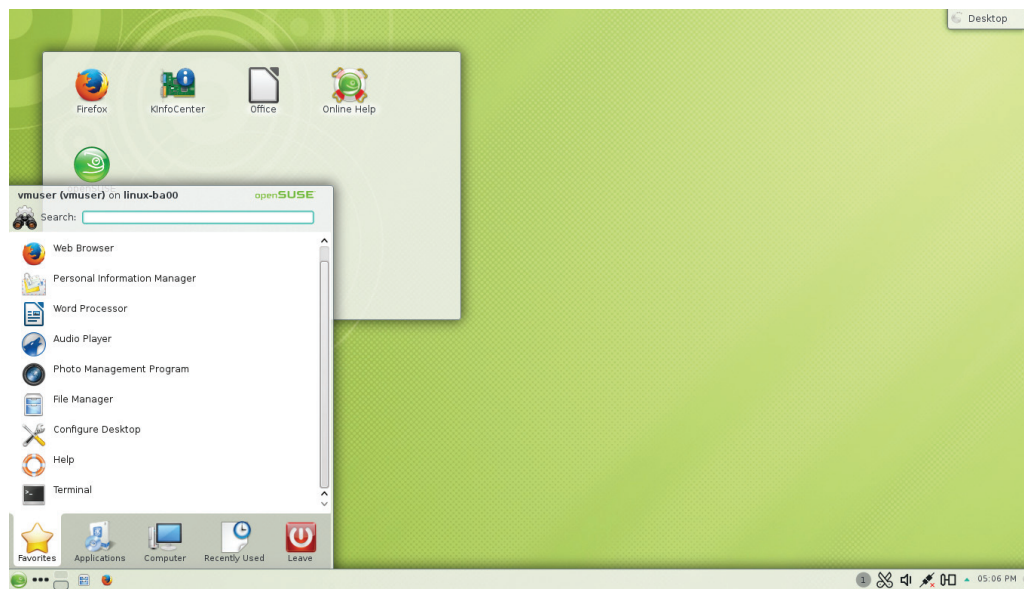 Desktop
Firefox
KInfoCenter
Office
Online Help
vmuser (vmuser) on linux-ba00
openSUSE
Search:
Web Browser
Personal Information Manager
Word Processor
Audio Player
Photo Management Program
File Manager
Configure Desktop
Help
Terminal
Favorites
Applications
Computer
Recently Used
Leave
1
05:06 PM